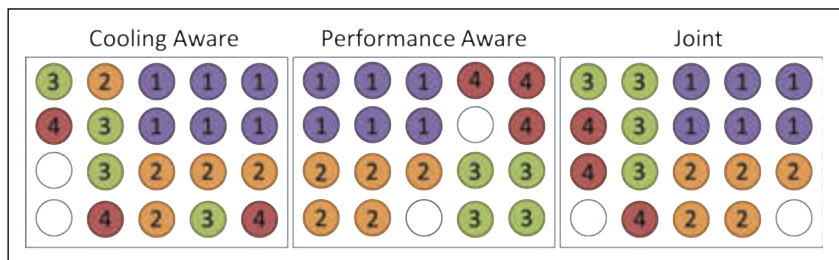 Cooling Aware Performance Aware Joint
3 2 1 1 1 1 1 1 4 4 3 3 1 1 1
4 3 1 1 1 1 1 1 4 4 3 1 1 1
3 2 2 2 2 2 2 3 3 4 3 2 2 2
4 2 3 4 2 2 3 3 4 2 2